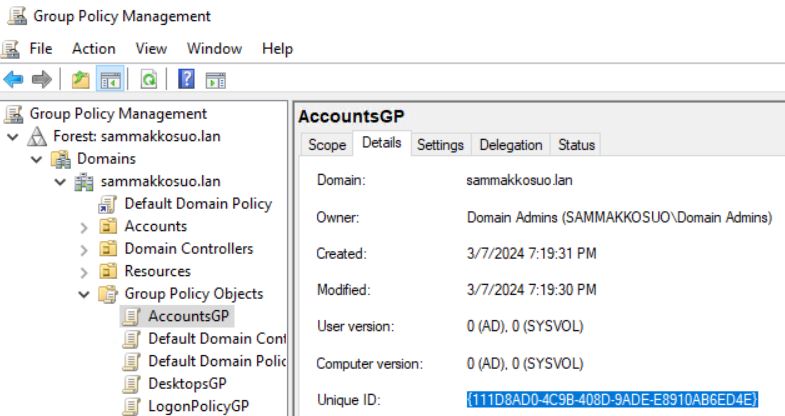 Group Policy Management
File Action View Window Help
Group Policy Management
Forest: sammakkosuo.lan
Domains
sammakkosuo.lan
Default Domain Policy
Accounts
Domain Controllers
Resources
Group Policy Objects
AccountsGP
Default Domain Cont
Default Domain Polic
DesktopsGP
LogonPolicyGP
AccountsGP
Scope Details Settings Delegation Status
Domain: sammakkosuo.lan
Owner: Domain Admins (SAMMAKKOSUO\Domain Admins)
Created: 3/7/2024 7:19:31 PM
Modified: 3/7/2024 7:19:30 PM
User version: 0 (AD), 0 (SYSVOL)
Computer version: 0 (AD), 0 (SYSVOL)
Unique ID: {111D8AD0-4C9B-408D-9ADE-E8910AB6ED4E}